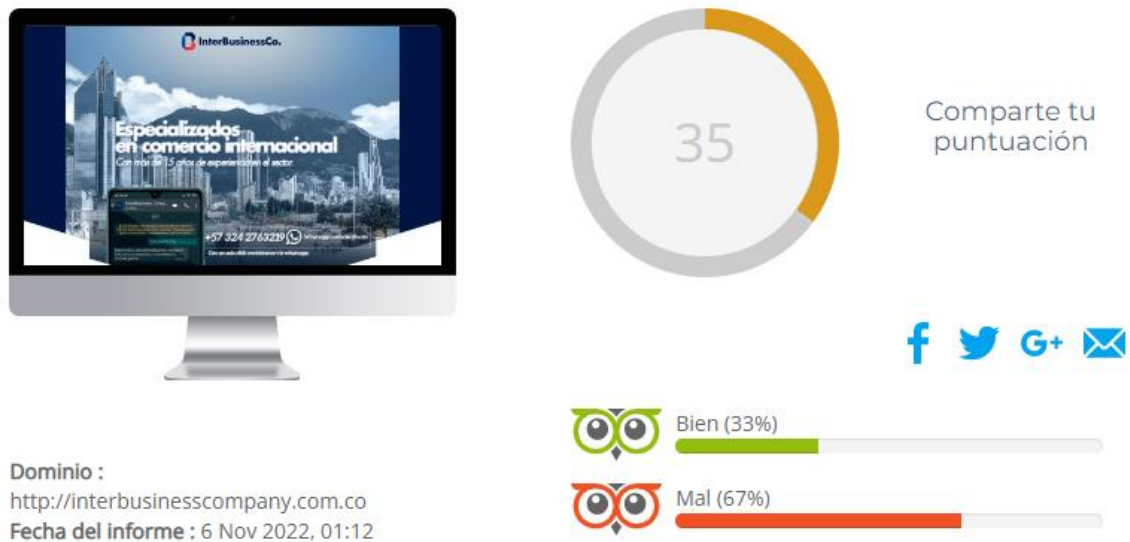 InterBusinessCo.
Especializados
en comercio internacional
Con más de 15 años de experiencia en el sector
+57 324 2763219
35
Comparte tu
puntuación
G+
Bien (33%)
Mal (67%)
Dominio :
http://interbusinesscompany.com.co
Fecha del informe : 6 Nov 2022, 01:12